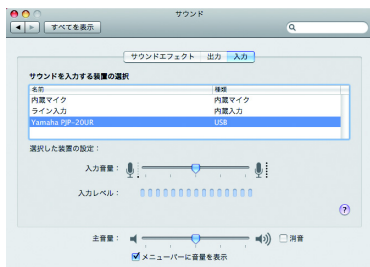 サウンド
すべてを表示
サウンドエフェクト 出力 入力
サウンドを入力する装置の選択
名前 種類
内蔵マイク 内蔵マイク
ライン入力 内蔵入力
Yamaha PJP-20UR USB
選択した装置の設定：
入力音量：
入力レベル：
?
主音量： 消音
メニューバーに音量を表示